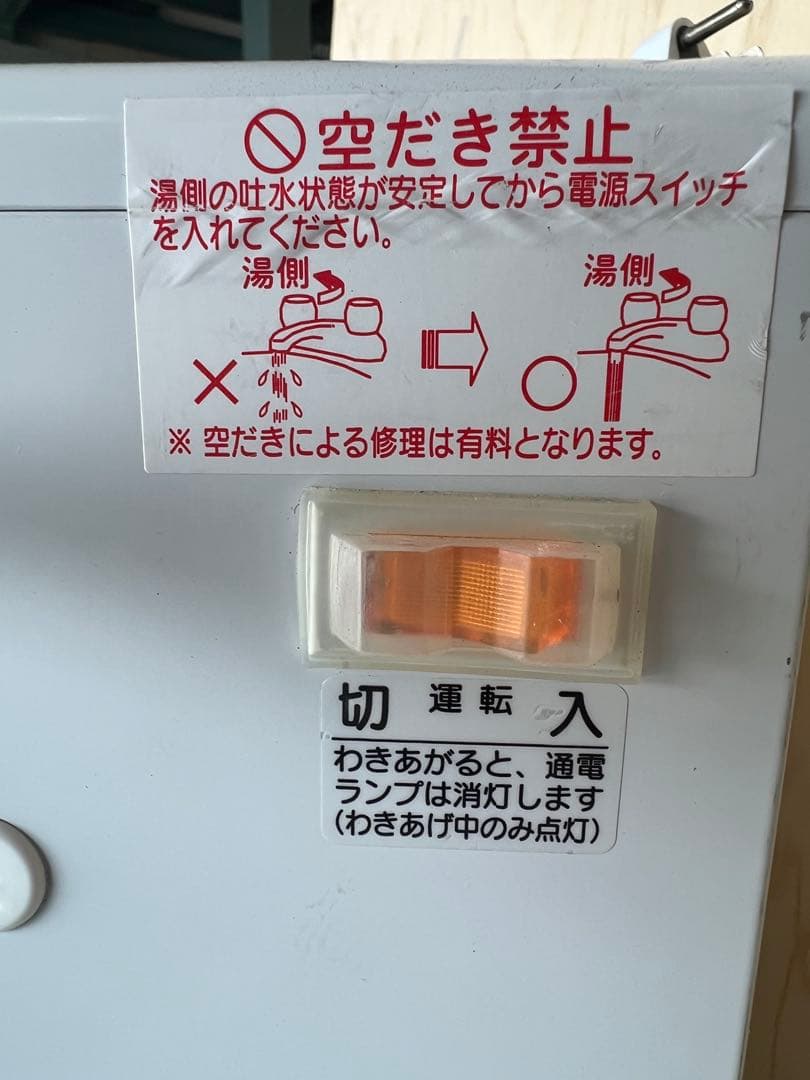 空だき禁止
湯側の吐水状態が安定してから電源スイッチ
を入れてください。
湯側 湯側
※ 空だきによる修理は有料となります。
切 運転 入
わきあがると、通電
ランプは消灯します
(わきあげ中のみ点灯)